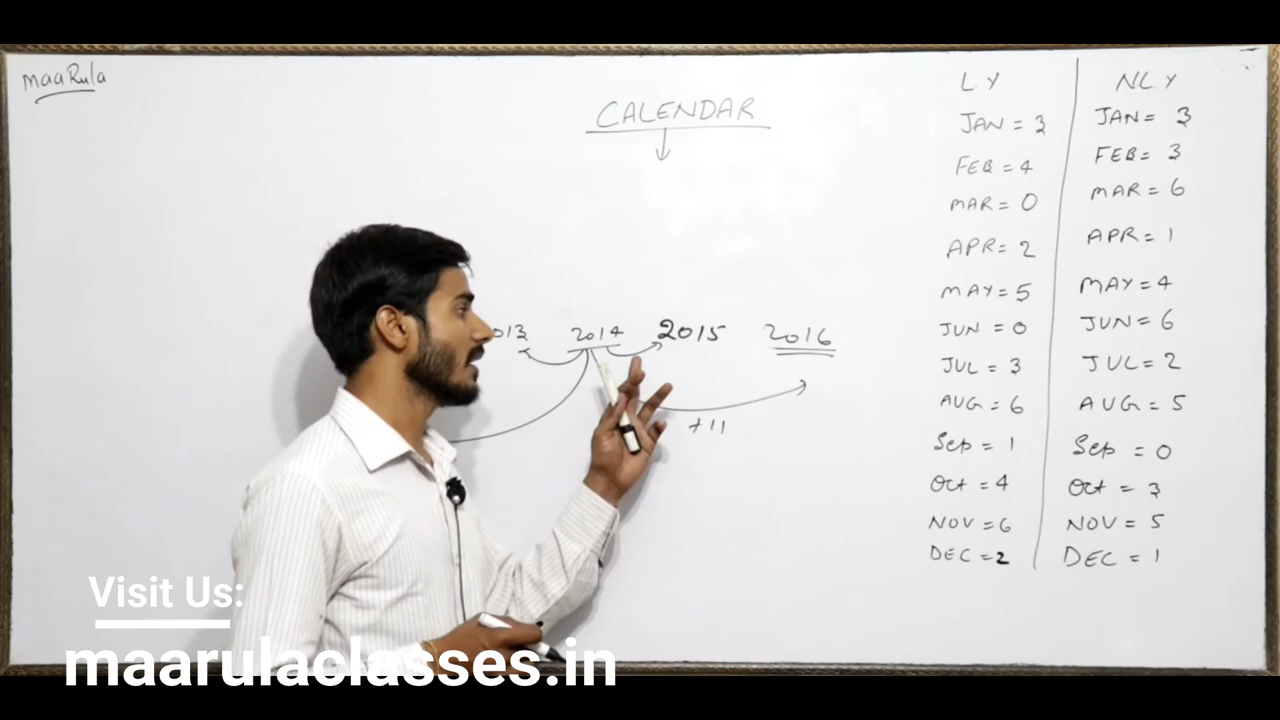 maaRula
CALENDAR
2014 2015 2016
+11
L.Y
JAN = 3
FEB = 4
MAR = 0
APR = 2
MAY = 5
JUN = 0
JUL = 3
AUG = 6
Sep = 1
Oct = 4
NOV = 6
DEC = 2
NL.Y
JAN = 3
FEB = 3
MAR = 6
APR = 1
MAY = 4
JUN = 6
JUL = 2
AUG = 5
Sep = 0
Oct = 3
NOV = 5
DEC = 1
Visit Us:
maarulaclasses.in